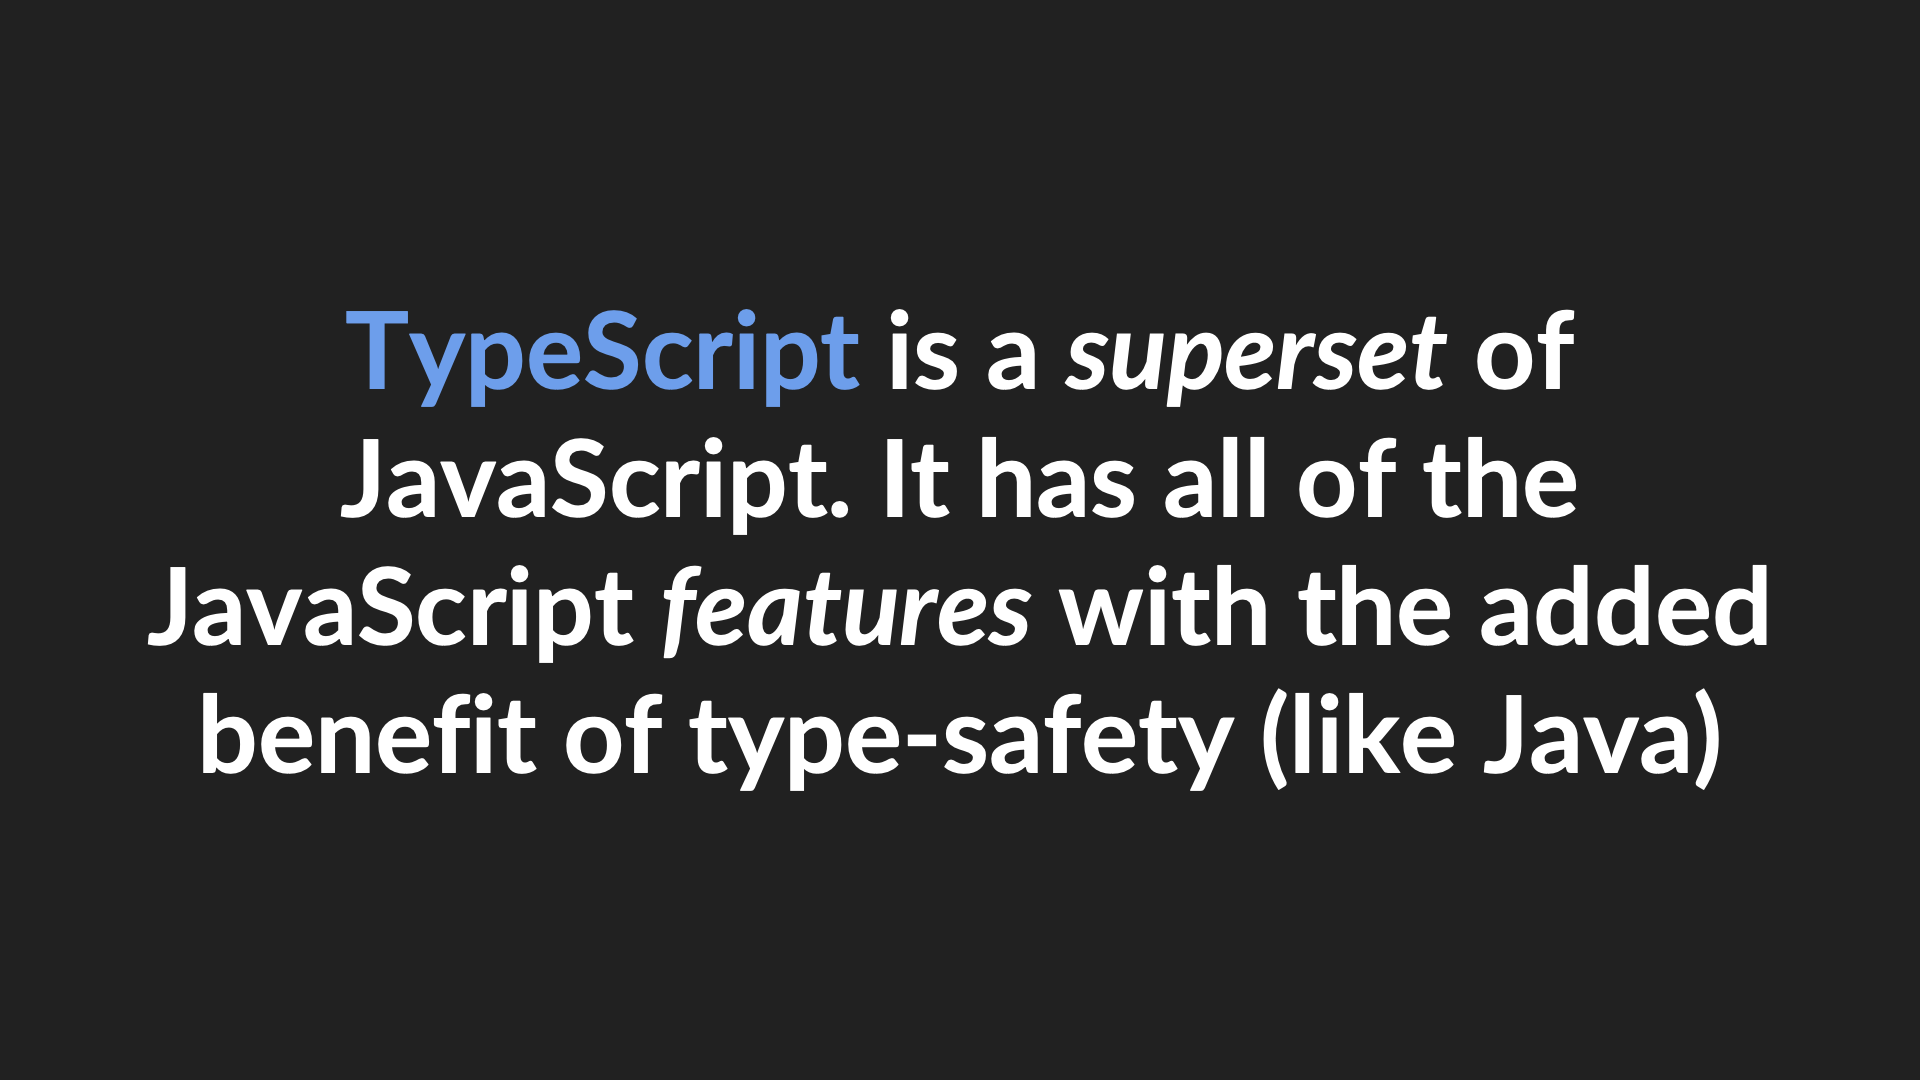 TypeScript is a superset of
JavaScript. It has all of the
JavaScript features with the added
benefit of type-safety (like Java)